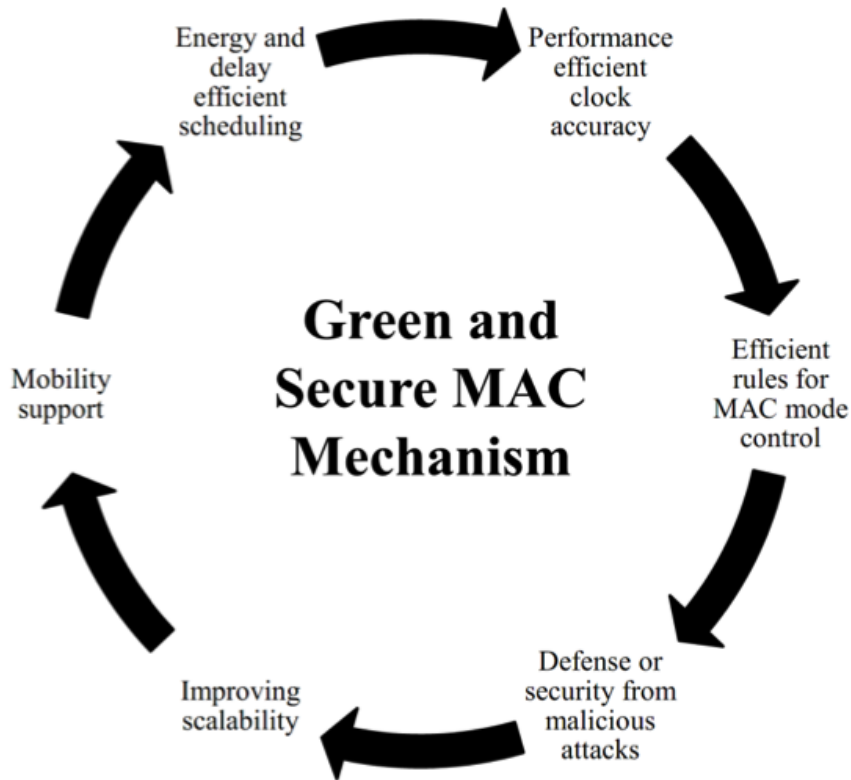 Energy and
delay
efficient
scheduling
Performance
efficient
clock
accuracy
Efficient
rules for
MAC mode
control
Defense or
security from
malicious
attacks
Improving
scalability
Mobility
support
Green and
Secure MAC
Mechanism